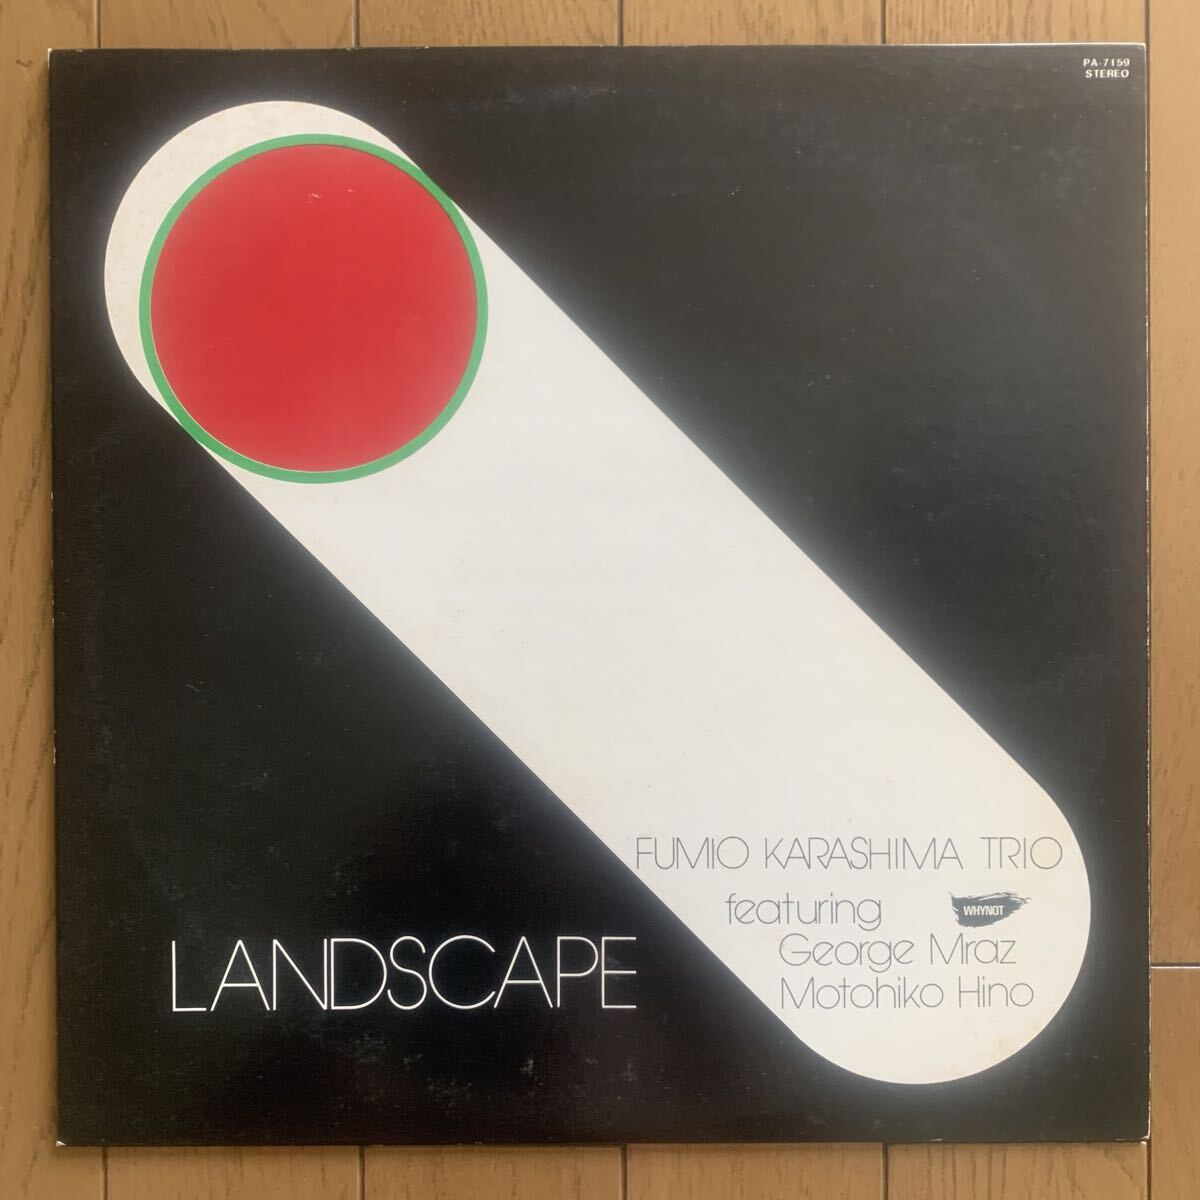 PA-7159
STEREO
FUMIO KARASHIMA TRIO
featuring
WHYNOT
George Mraz
Motohiko Hino
LANDSCAPE